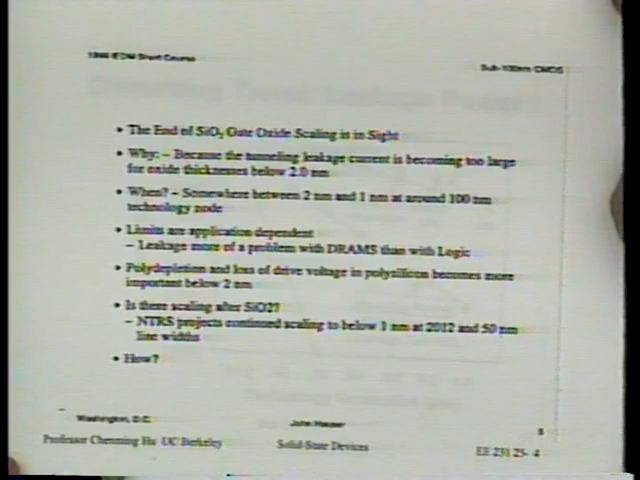 1999 IEDM Short Course
Sub-100nm CMOS
• The End of SiO₂ Gate Oxide Scaling is in Sight
• Why: – Because the tunneling leakage current is becoming too large
for oxide thicknesses below 2.0 nm
• When? – Somewhere between 2 nm and 1 nm at around 100 nm
technology node
• Limits are application dependent
– Leakage more of a problem with DRAMS than with Logic
• Polydepletion and loss of drive voltage in polysilicon becomes more
important below 2 nm
• Is there scaling after SiO2?
– NTRS projects continued scaling to below 1 nm at 2012 and 50 nm
line widths
• How?
Washington, D.C.
John Hauser
5
Professor Chenming Hu UC Berkeley
Solid-State Devices
EE 231 25- 4